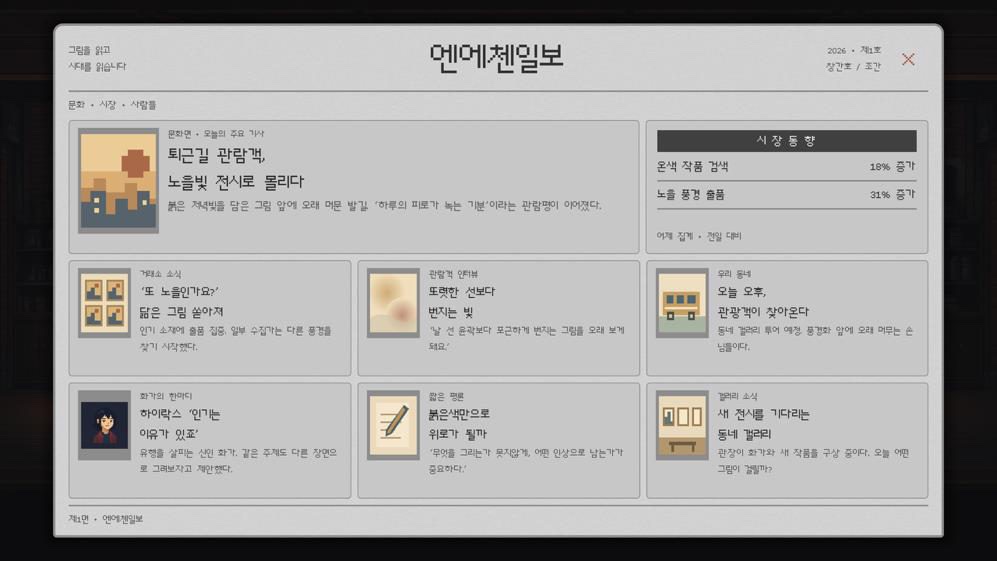 그림을 읽고
시대를 읽습니다
엔에첸일보
2026 • 제1호
창간호 / 조간
문화 • 시장 • 사람들
문화면 • 오늘의 주요 기사
퇴근길 관람객,
노을빛 전시로 몰리다
붉은 저녁빛을 담은 그림 앞에 오래 머문 발길. ‘하루의 피로가 녹는 기분’이라는 관람평이 이어졌다.
시장동향
온색 작품 검색 18% 증가
노을 풍경 출품 31% 증가
어제 집계 • 전일 대비
거래소 소식
‘또 노을인가요?’
닮은 그림 쏟아져
인기 소재에 출품 집중. 일부 수집가는 다른 풍경을
찾기 시작했다.
관람객 인터뷰
또렷한 선보다
번지는 빛
‘날 선 윤곽보다 포근하게 번지는 그림을 오래 보게
돼요.’
우리 동네
오늘 오후,
관광객이 찾아온다
동네 갤러리 투어 예정. 풍경화 앞에 오래 머무는 손
님들이다.
화가의 한마디
하이락스 ‘인기는
이유가 있죠’
유행을 살피는 신인 화가. 같은 주제도 다른 장면으
로 그려보자고 제안했다.
짧은 평론
붉은색만으로
위로가 될까
‘무엇을 그리는가 못지않게, 어떤 인상으로 남는가가
중요하다.’
갤러리 소식
새 전시를 기다리는
동네 갤러리
관장이 화가와 새 작품을 구상 중이다. 오늘 어떤
그림이 걸릴까?
제1면 • 엔에첸일보